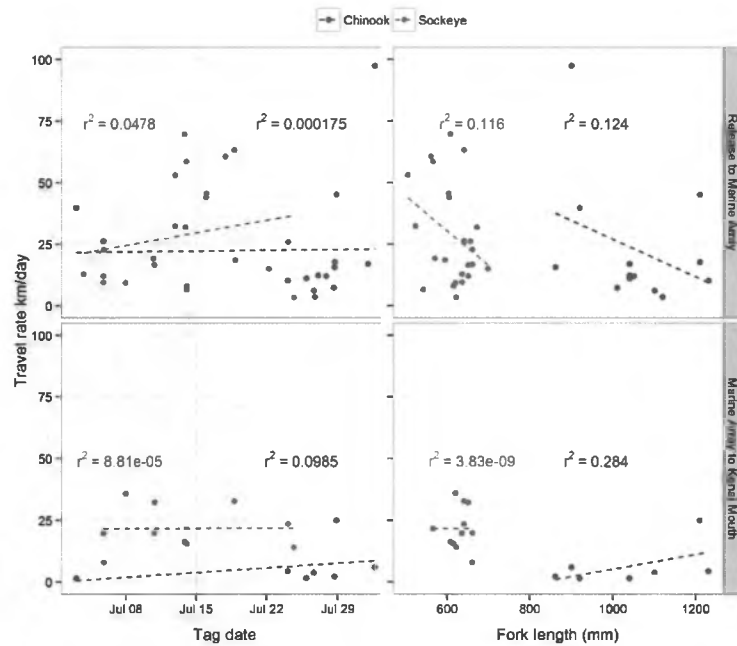 Chinook Sockeye
100
75
50
25
0
r² = 0.0478
r² = 0.000175
r² = 0.116
r² = 0.124
Release to Marine Array
Travel rate km/day
100
75
50
25
0
r² = 8.81e-05
r² = 0.0985
r² = 3.83e-09
r² = 0.284
Marine Array to Kenai Mouth
Jul 08 Jul 15 Jul 22 Jul 29
600 800 1000 1200
Tag date
Fork length (mm)